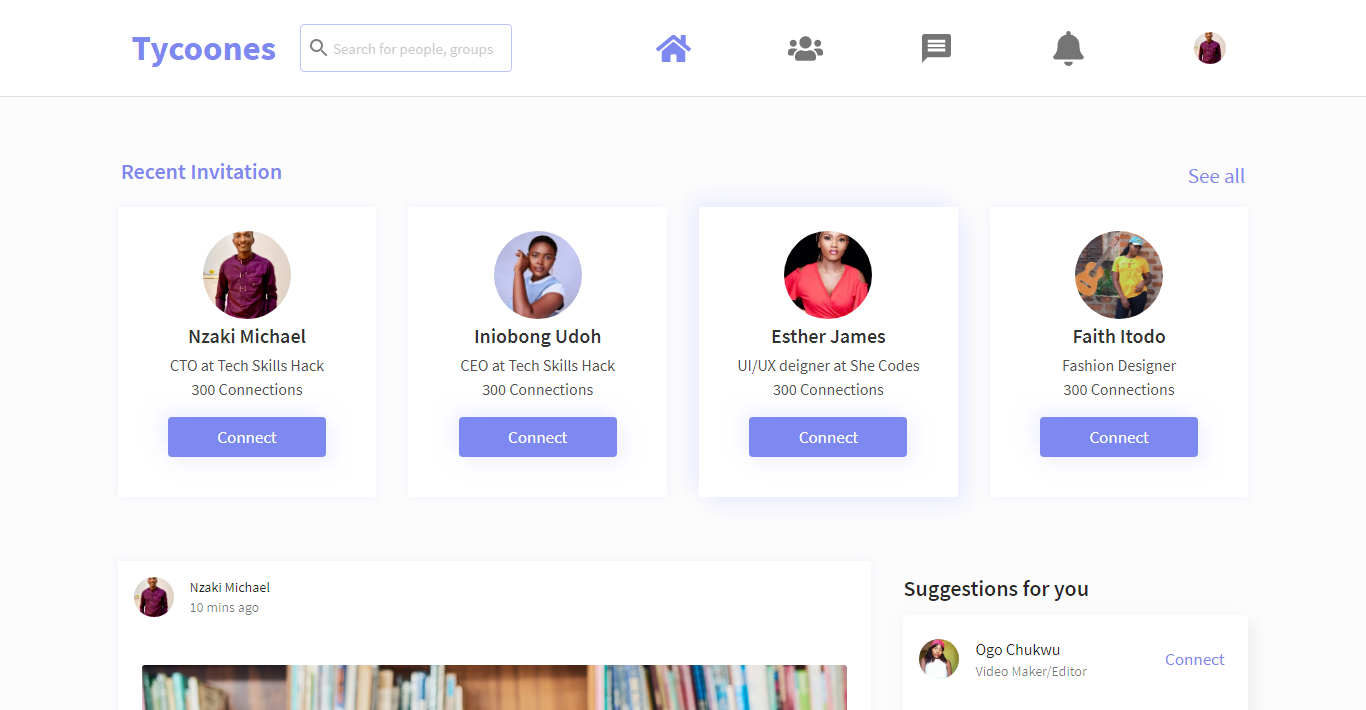 Tycoones
Search for people, groups
Recent Invitation
See all
Nzaki Michael
CTO at Tech Skills Hack
300 Connections
Connect
Iniobong Udoh
CEO at Tech Skills Hack
300 Connections
Connect
Esther James
UI/UX deigner at She Codes
300 Connections
Connect
Faith Itodo
Fashion Designer
300 Connections
Connect
Nzaki Michael
10 mins ago
Suggestions for you
Ogo Chukwu
Video Maker/Editor
Connect